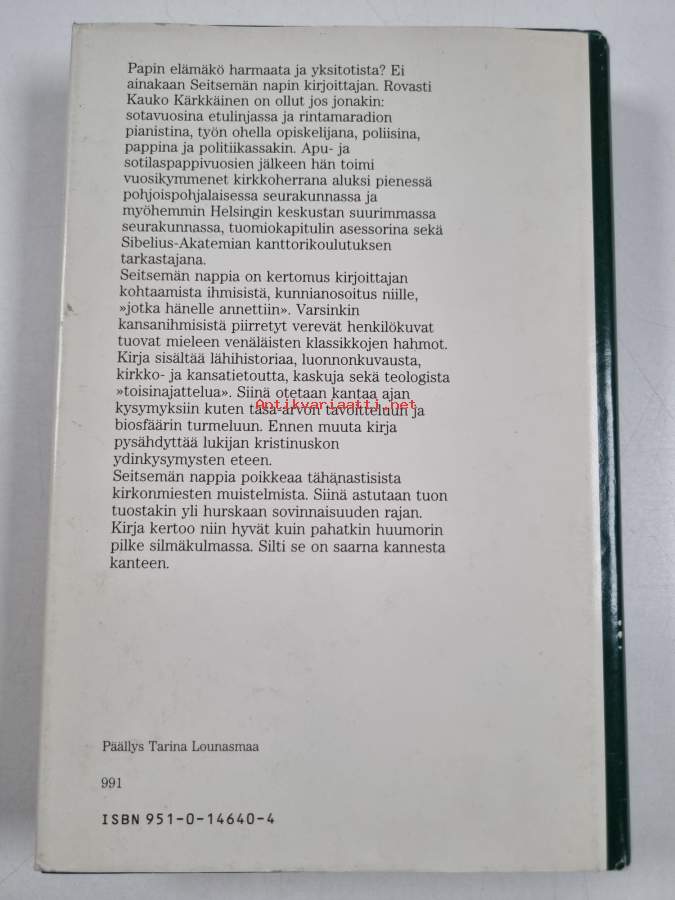 Papin elämäkö harmaata ja yksitotista? Ei
ainakaan Seitsemän napin kirjoittajan. Rovasti
Kauko Kärkkäinen on ollut jos jonakin:
sotavuosina etulinjassa ja rintamaradion
pianistina, työn ohella opiskelijana, poliisina,
pappina ja politiikassakin. Apu- ja
sotilaspappivuosien jälkeen hän toimi
vuosikymmenet kirkkoherrana aluksi pienessä
pohjoispohjalaisessa seurakunnassa ja
myöhemmin Helsingin keskustan suurimmassa
seurakunnassa, tuomiokapitulin asessorina sekä
Sibelius-Akatemian kanttorikoulutuksen
tarkastajana.
Seitsemän nappia on kertomus kirjoittajan
kohtaamista ihmisistä, kunnianosoitus niille,
»jotka hänelle annettiin». Varsinkin
kansanihmisistä piirretyt verevät henkilökuvat
tuovat mieleen venäläisten klassikkojen hahmot.
Kirja sisältää lähihistoriaa, luonnonkuvausta,
kirkko- ja kansatietoutta, kaskuja sekä teologista
»toisinajattelua». Siinä otetaan kantaa ajan
Antikvariaatti.net
kysymyksiin kuten tasa-arvon tavoitteluun ja
biosfäärin turmeluun. Ennen muuta kirja
pysähdyttää lukijan kristinuskon
ydinkysymysten eteen.
Seitsemän nappia poikkeaa tähänastisista
kirkonmiesten muistelmista. Siinä astutaan tuon
tuostakin yli hurskaan sovinnaisuuden rajan.
Kirja kertoo niin hyvät kuin pahatkin huumorin
pilke silmäkulmassa. Silti se on saarna kannesta
kanteen.
Päällys Tarina Lounasmaa
991
ISBN 951-0-14640-4